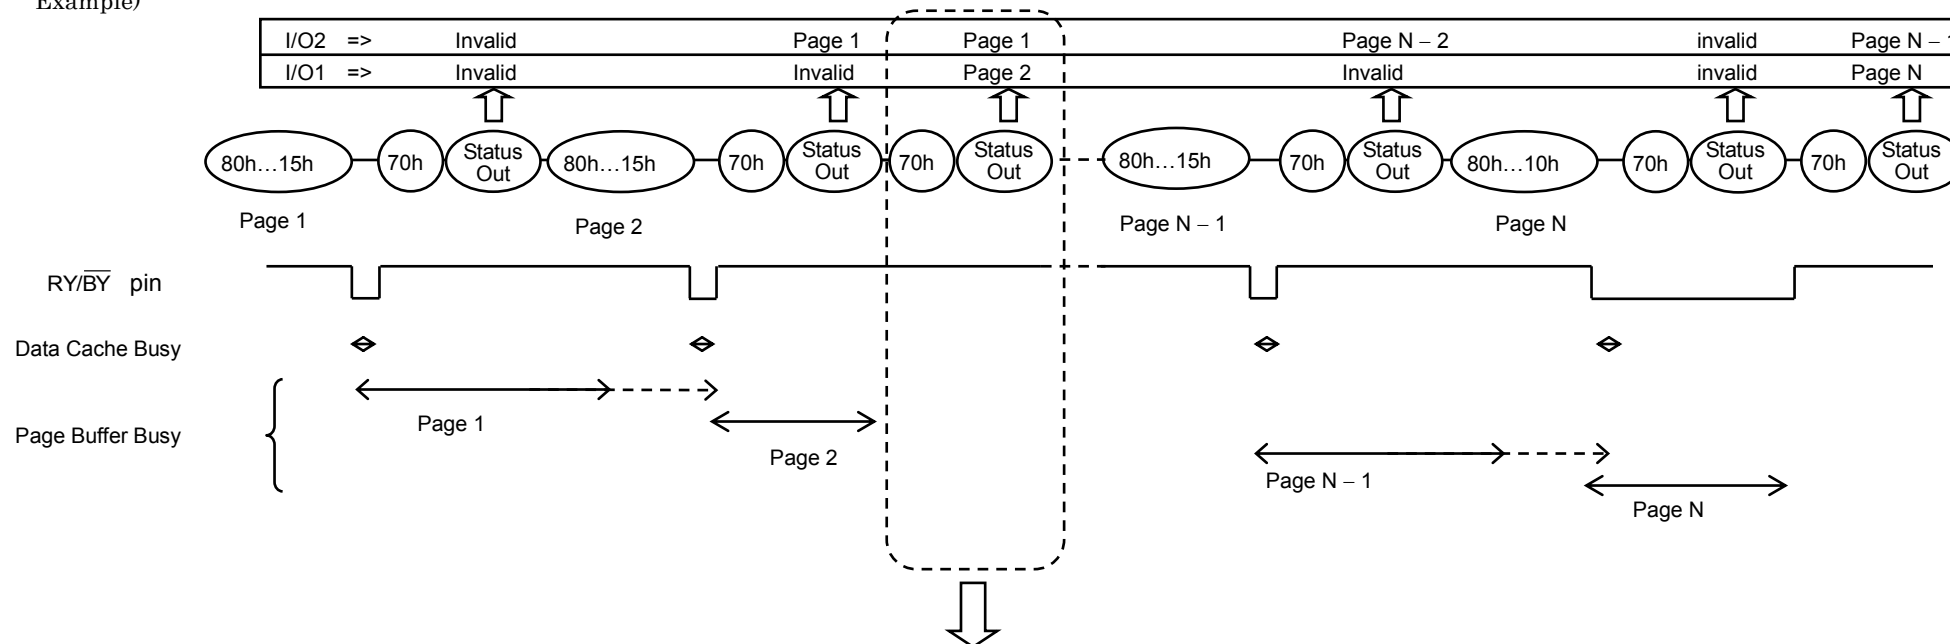 Example)
I/O2 => Invalid Page 1 Page 1 Page N – 2 invalid Page N – 1
I/O1 => Invalid Invalid Page 2 Invalid invalid Page N
80h…15h 70h Status Out 80h…15h 70h Status Out 70h Status Out 80h…15h 70h Status Out 80h…10h 70h Status Out 70h Status Out
Page 1 Page 2 Page N – 1 Page N
RY/BY pin
Data Cache Busy
Page 1
Page Buffer Busy
Page 2
Page N – 1
Page N